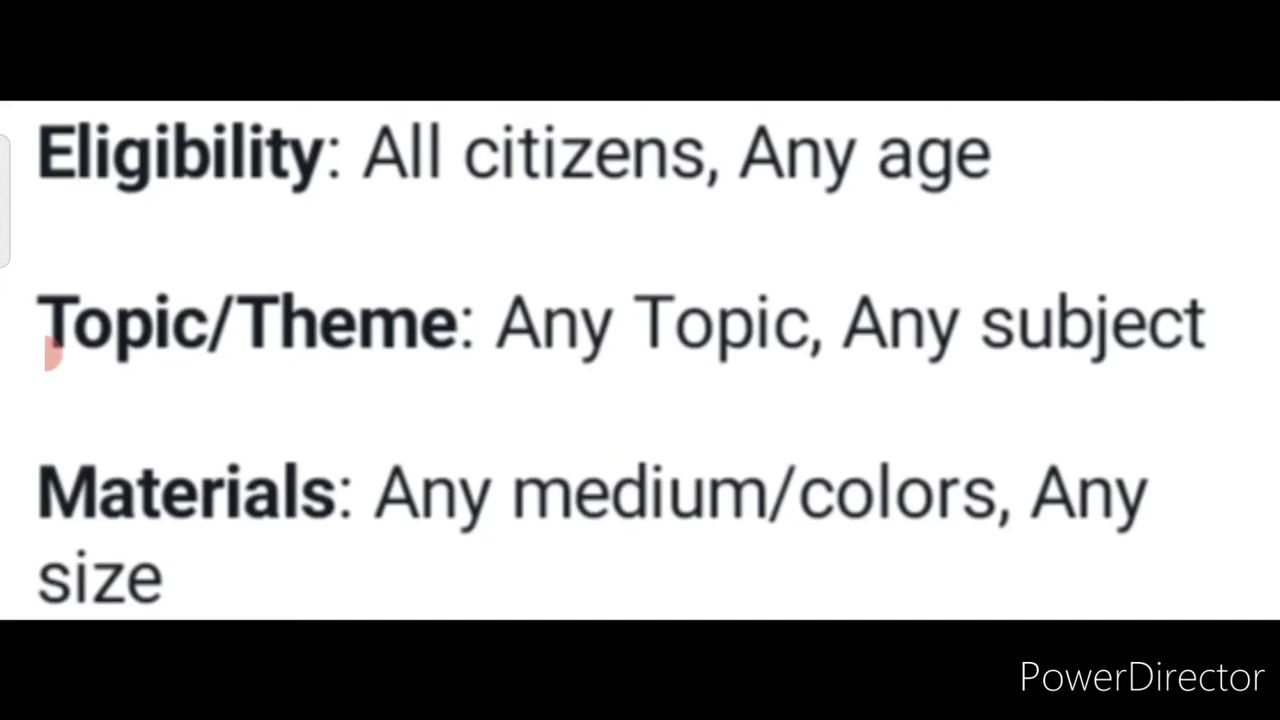 Eligibility: All citizens, Any age
Topic/Theme: Any Topic, Any subject
Materials: Any medium/colors, Any
size
PowerDirector